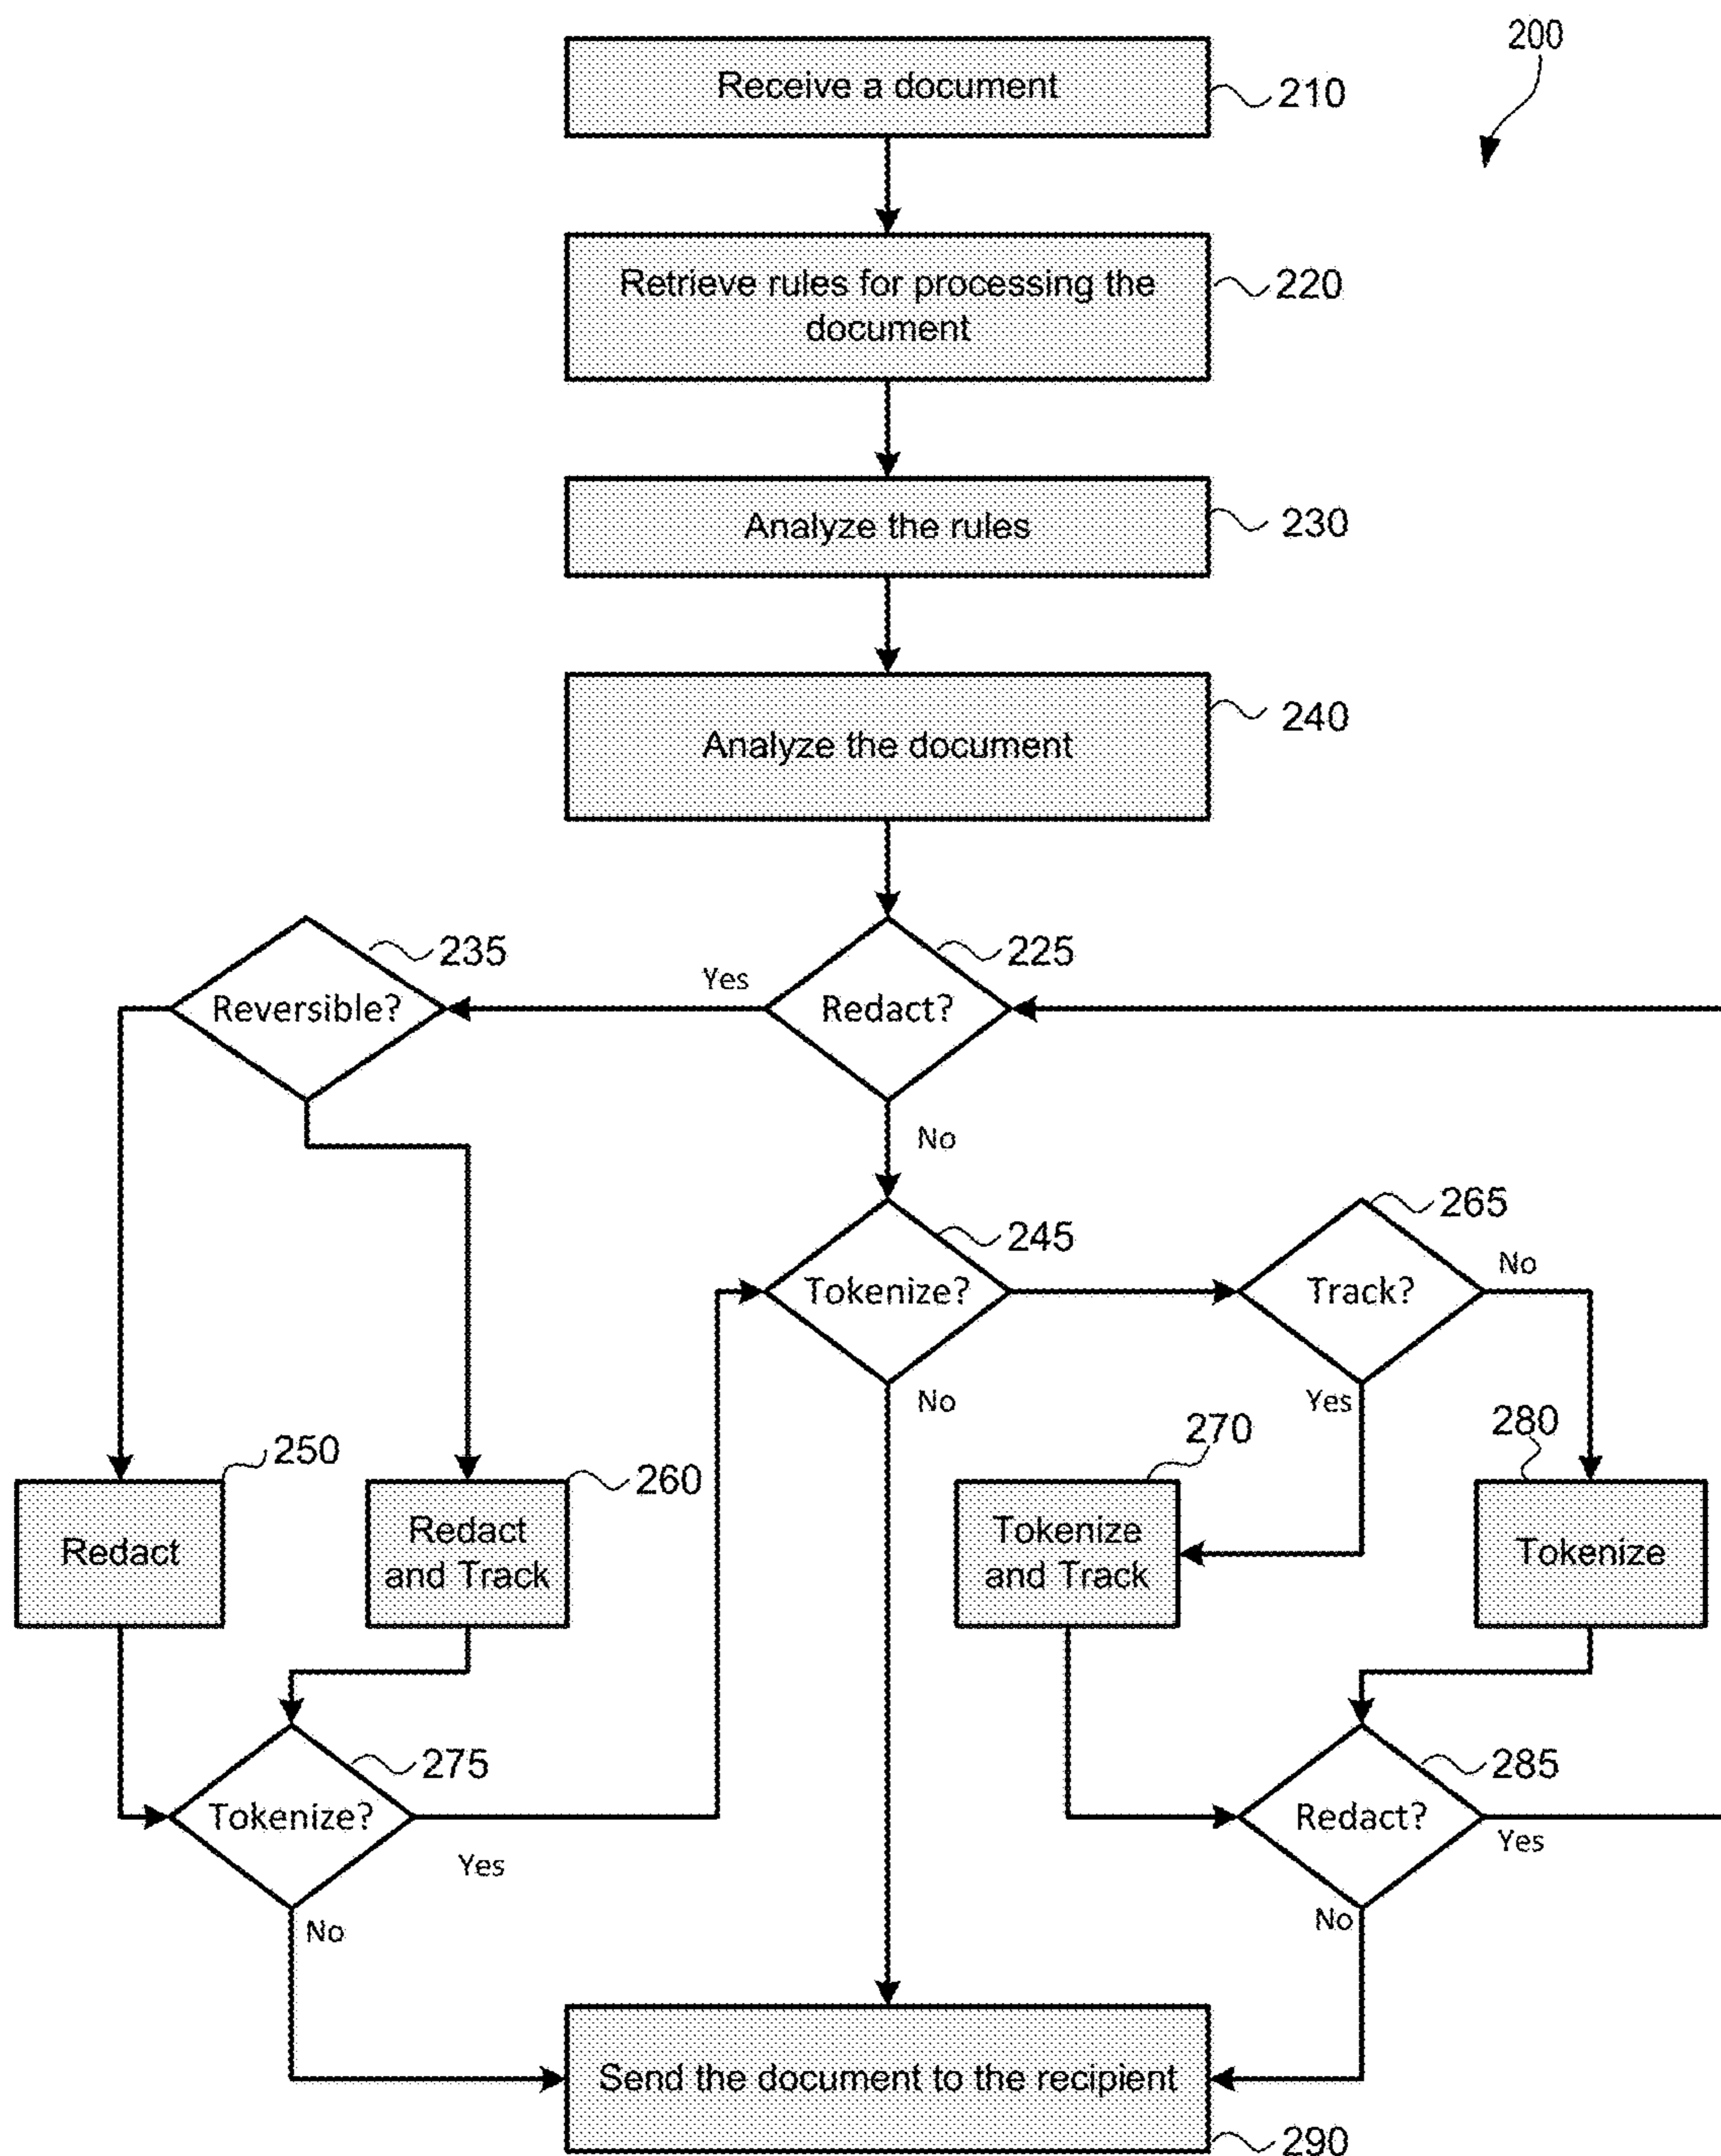 200
Receive a document
210
Retrieve rules for processing the
document
220
Analyze the rules
230
Analyze the document
240
235
225
Reversible?
Yes
Redact?
No
265
245
Tokenize?
Track?
No
No
Yes
250
260
270
280
Redact
Redact
and Track
Tokenize
and Track
Tokenize
275
285
Tokenize?
Redact?
Yes
Yes
No
No
Send the document to the recipient
290